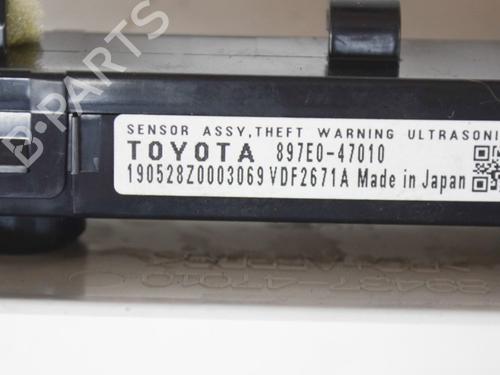 SENSOR ASSY,THEFT WARNING ULTRASONI
TOYOTA 897E0-47010
190528Z0003069 VDF2671A Made in Japan
B-PARTS